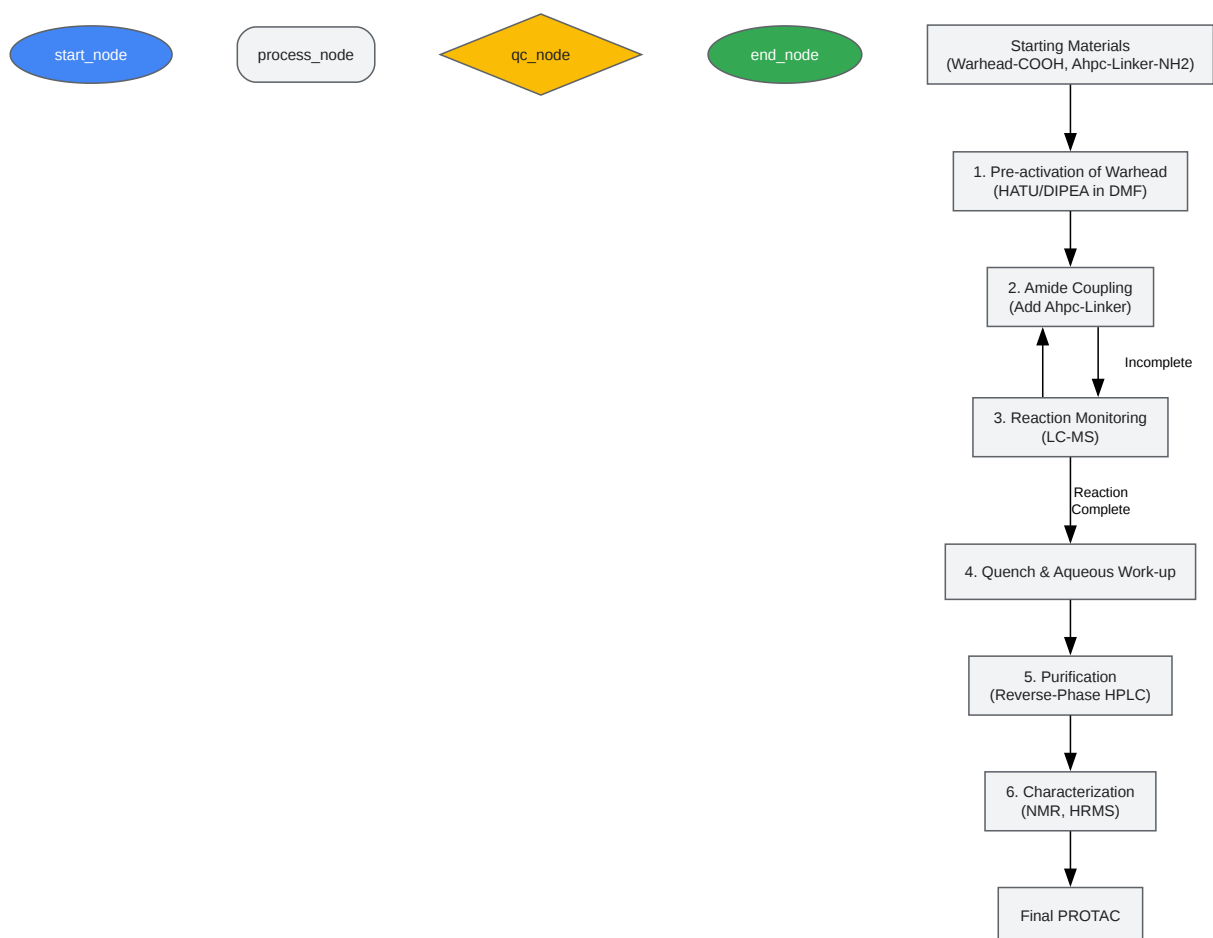 start_node
process_node
qc_node
end_node
Starting Materials
(Warhead-COOH, Ahpc-Linker-NH2)
1. Pre-activation of Warhead
(HATU/DIPEA in DMF)
2. Amide Coupling
(Add Ahpc-Linker)
Incomplete
3. Reaction Monitoring
(LC-MS)
Reaction
Complete
4. Quench & Aqueous Work-up
5. Purification
(Reverse-Phase HPLC)
6. Characterization
(NMR, HRMS)
Final PROTAC